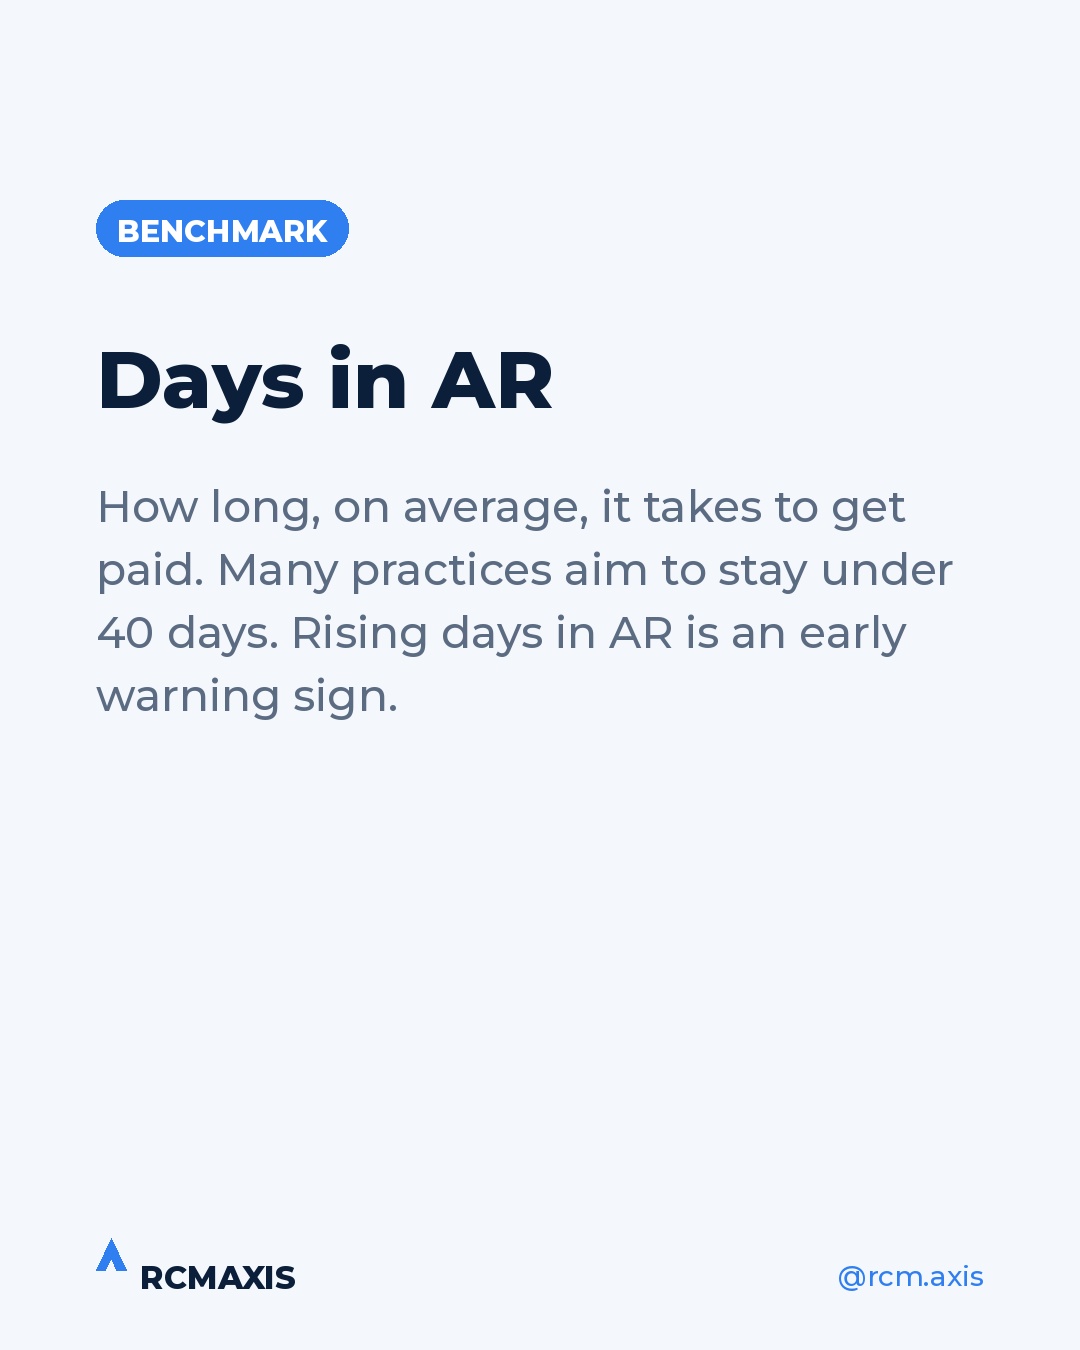 BENCHMARK
Days in AR
How long, on average, it takes to get
paid. Many practices aim to stay under
40 days. Rising days in AR is an early
warning sign.
RCMAXIS
@rcm.axis